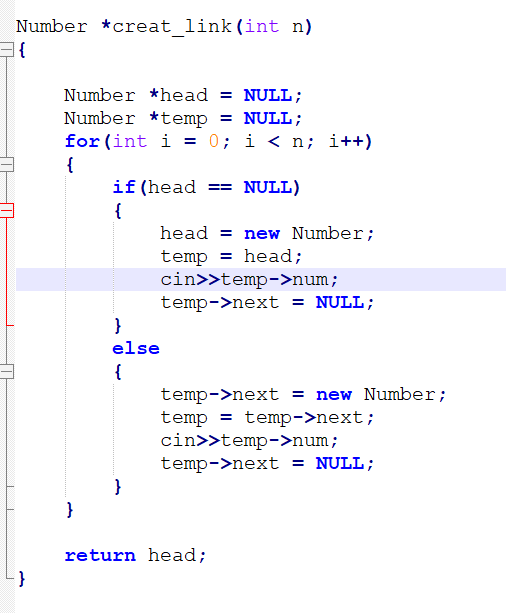 Number *creat_link(int n)
{
    Number *head = NULL;
    Number *temp = NULL;
    for(int i = 0; i < n; i++)
    {
        if(head == NULL)
        {
            head = new Number;
            temp = head;
            cin>>temp->num;
            temp->next = NULL;
        }
        else
        {
            temp->next = new Number;
            temp = temp->next;
            cin>>temp->num;
            temp->next = NULL;
        }
    }
    return head;
}